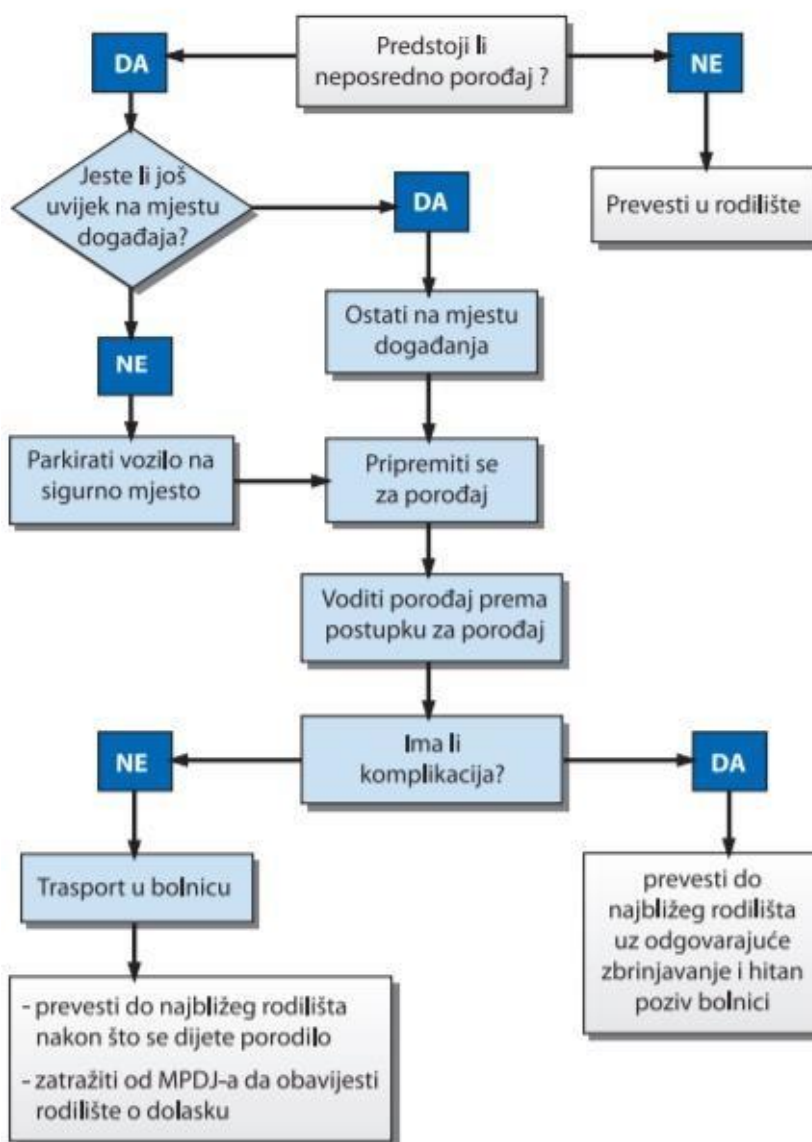 Predstoji li
neposredno porođaj ?
DA
NE
Jeste li još
uvijek na mjestu
događaja?
DA
Prevesti u rodilište
Ostati na mjestu
događanja
NE
Parkirati vozilo na
sigurno mjesto
Pripremiti se
za porođaj
Voditi porođaj prema
postupku za porođaj
Ima li
komplikacija?
NE
DA
Trasport u bolnicu
prevesti do
najbližeg rodilišta
uz odgovarajuće
zbrinjavanje i hitan
poziv bolnici
- prevesti do najbližeg rodilišta
nakon što se dijete porodilo
- zatražiti od MPDJ-a da obavijesti
rodilište o dolasku